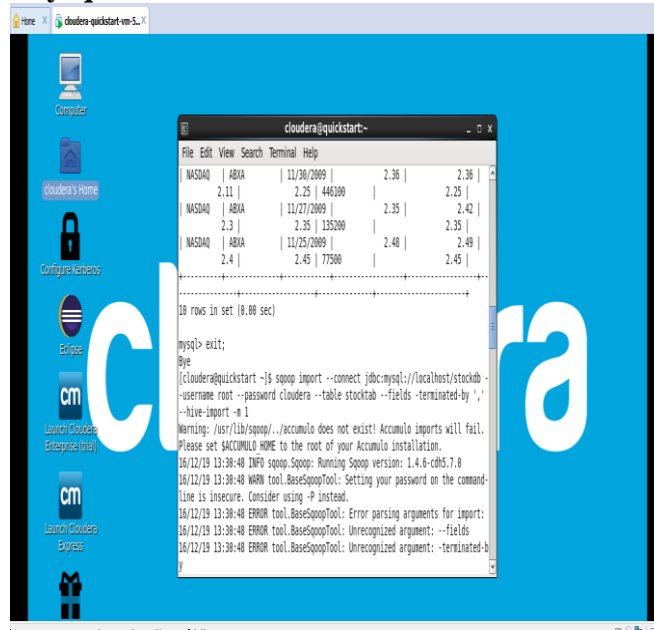 Home X cloudera-quickstart-vm-5... X
Computer
cloudera's Home
Configure Kerberos
Eclipse
cm
Launch Cloudera
Enterprise (trial)
cm
Launch Cloudera
Express
cl era
cloudera@quickstart:~
File Edit View Search Terminal Help
| NASDAQ | ABXA | 11/30/2009 | 2.36 | 2.36 |
2.11 | 2.25 | 446100 | 2.25 |
| NASDAQ | ABXA | 11/27/2009 | 2.35 | 2.42 |
2.3 | 2.35 | 135200 | 2.35 |
| NASDAQ | ABXA | 11/25/2009 | 2.48 | 2.49 |
2.4 | 2.45 | 77500 | 2.45 |
+----------+--------------+------------+------------------+-----------------+--
----------------+------------------+--------------+-----------------------+
10 rows in set (0.00 sec)
mysql> exit;
Bye
[cloudera@quickstart ~]$ sqoop import --connect jdbc:mysql://localhost/stockdb -
-username root --password cloudera --table stocktab --fields -terminated-by ','
--hive-import -m 1
Warning: /usr/lib/sqoop/../accumulo does not exist! Accumulo imports will fail.
Please set $ACCUMULO_HOME to the root of your Accumulo installation.
16/12/19 13:30:48 INFO sqoop.Sqoop: Running Sqoop version: 1.4.6-cdh5.7.0
16/12/19 13:30:48 WARN tool.BaseSqoopTool: Setting your password on the command-
line is insecure. Consider using -P instead.
16/12/19 13:30:48 ERROR tool.BaseSqoopTool: Error parsing arguments for import:
16/12/19 13:30:48 ERROR tool.BaseSqoopTool: Unrecognized argument: --fields
16/12/19 13:30:48 ERROR tool.BaseSqoopTool: Unrecognized argument: -terminated-b
y